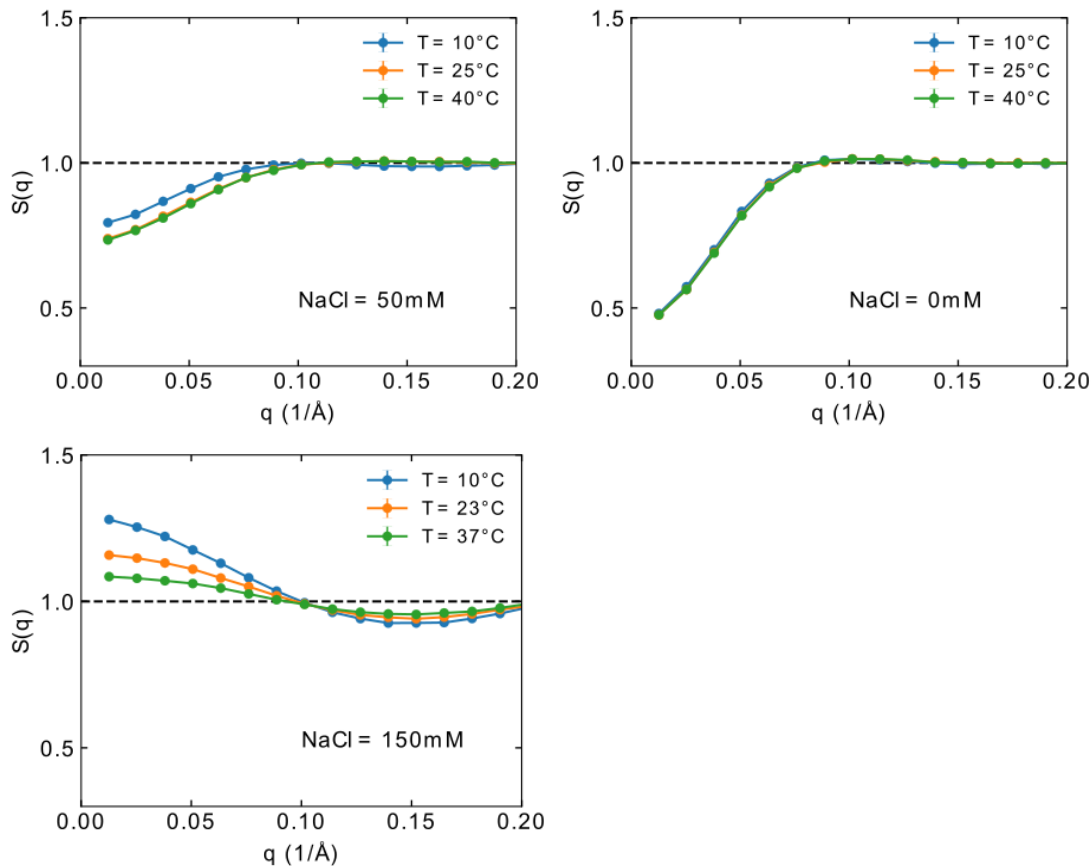 1.5
T = 10°C
T = 25°C
T = 40°C
1.0
S(q)
NaCl = 50mM
0.5
0.00 0.05 0.10 0.15 0.20
q (1/Å)
1.5
T = 10°C
T = 25°C
T = 40°C
1.0
S(q)
NaCl = 0mM
0.5
0.00 0.05 0.10 0.15 0.20
q (1/Å)
1.5
T = 10°C
T = 23°C
T = 37°C
1.0
S(q)
NaCl = 150mM
0.5
0.00 0.05 0.10 0.15 0.20
q (1/Å)